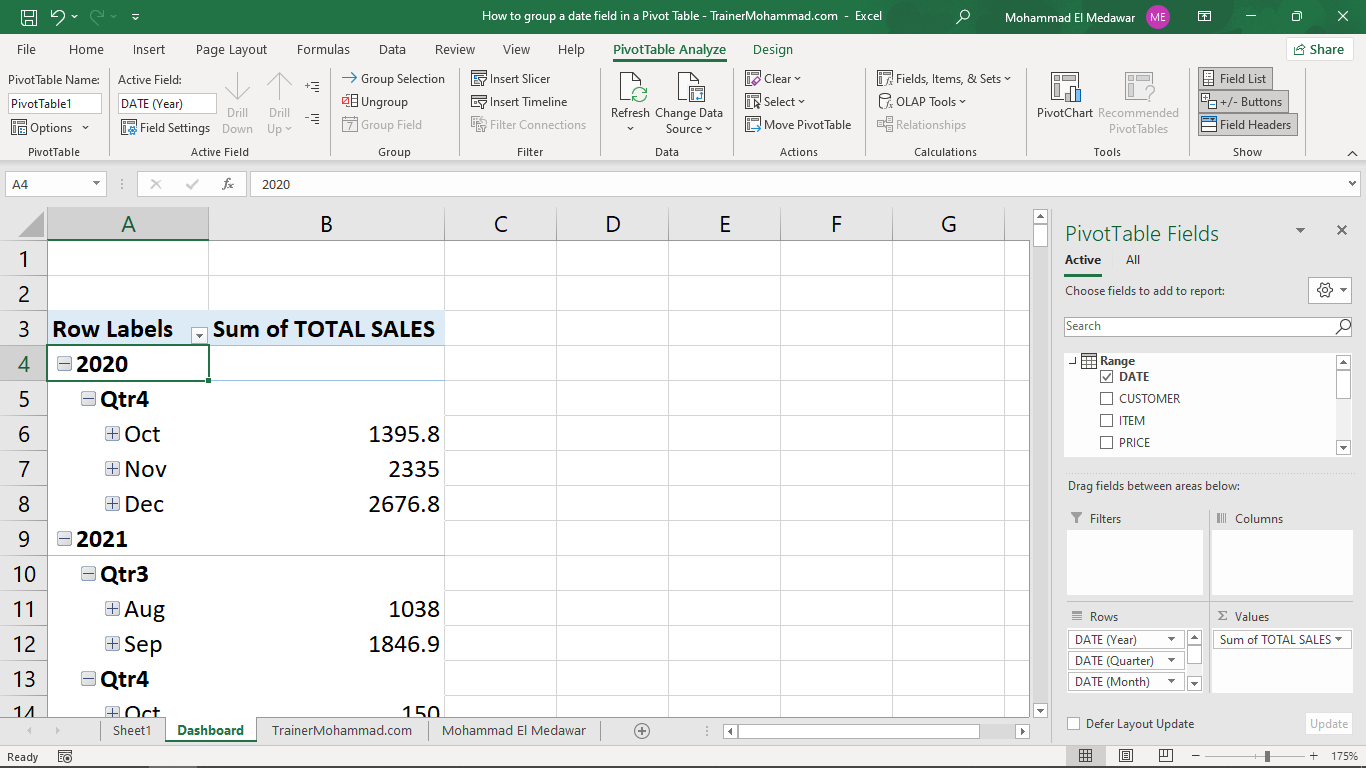 How to group a date field in a Pivot Table - TrainerMohammad.com - Excel
Mohammad El Medawar ME
File Home Insert Page Layout Formulas Data Review View Help PivotTable Analyze Design Share
PivotTable Name:
PivotTable1
Options
PivotTable
Active Field:
DATE (Year)
Field Settings
Drill Down
Drill Up
Active Field
Group Selection
Ungroup
Group Field
Group
Insert Slicer
Insert Timeline
Filter Connections
Filter
Refresh
Change Data
Source
Data
Clear
Select
Move PivotTable
Actions
Fields, Items, & Sets
OLAP Tools
Relationships
Calculations
PivotChart
Recommended
PivotTables
Tools
Field List
+/- Buttons
Field Headers
Show
A4 fx 2020
A B C D E F G
1
2
3 Row Labels Sum of TOTAL SALES
4 2020
5 Qtr4
6 Oct 1395.8
7 Nov 2335
8 Dec 2676.8
9 2021
10 Qtr3
11 Aug 1038
12 Sep 1846.9
13 Qtr4
14 Oct 150
PivotTable Fields
Active All
Choose fields to add to report:
Search
Range
DATE
CUSTOMER
ITEM
PRICE
Drag fields between areas below:
Filters Columns
Rows Σ Values
DATE (Year) Sum of TOTAL SALES
DATE (Quarter)
DATE (Month)
Defer Layout Update Update
Sheet1 Dashboard TrainerMohammad.com Mohammad El Medawar
Ready 175%